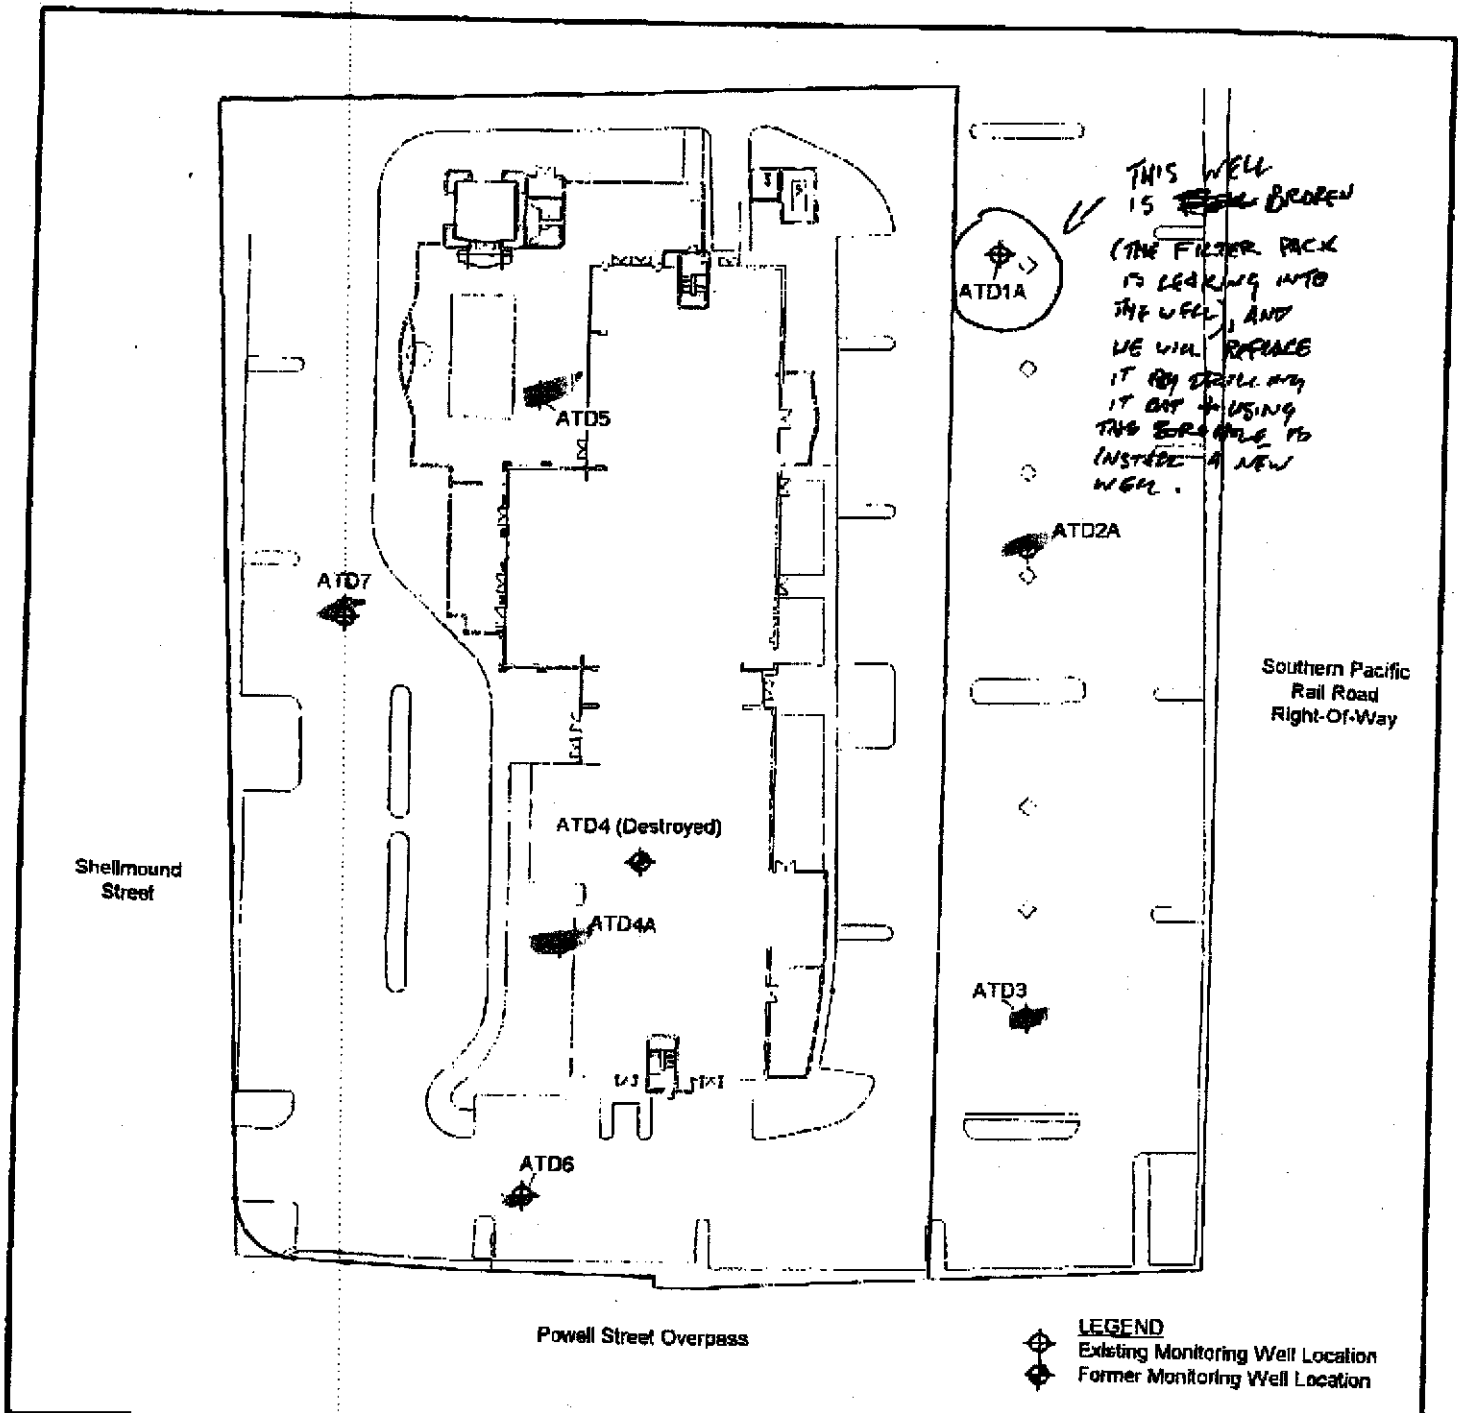 THIS WELL
IS BROKEN
(THE FILTER PACK
IS LEAKING INTO
THE WELL), AND
WE WILL REPLACE
IT BY DRILLING
IT OUT + USING
THE BOREHOLE TO
INSTALL A NEW
WELL.
ATD1A
ATD5
ATD2A
ATD7
Southern Pacific
Rail Road
Right-Of-Way
ATD4 (Destroyed)
Shellmound
Street
ATD4A
ATD3
ATD6
Powell Street Overpass
LEGEND
Existing Monitoring Well Location
Former Monitoring Well Location